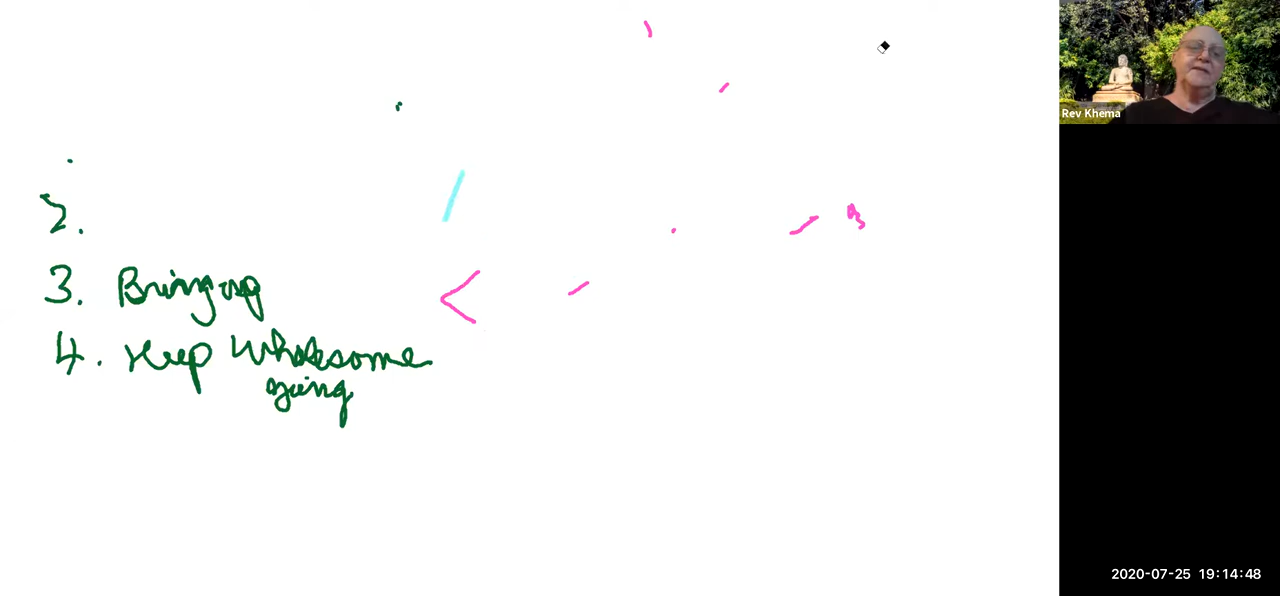 2.
3. Bring up
4. Keep Wholesome
going
Rev Khema
2020-07-25 19:14:48